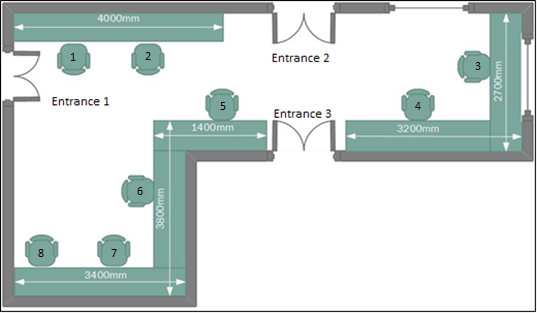 4000mm
1
2
Entrance 2
3
2700mm
Entrance 1
5
4
Entrance 3
1400mm
3200mm
6
3800mm
8
7
3400mm